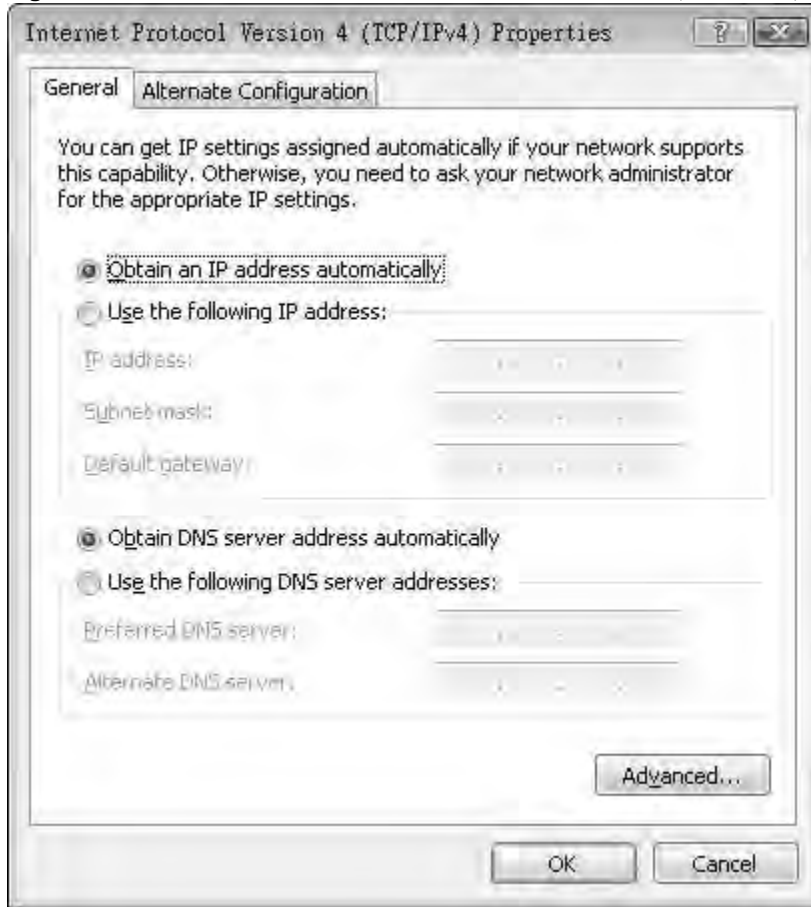 Internet Protocol Version 4 (TCP/IPv4) Properties
General
Alternate Configuration
You can get IP settings assigned automatically if your network supports
this capability. Otherwise, you need to ask your network administrator
for the appropriate IP settings.
Obtain an IP address automatically
Use the following IP address:
IP address:
Subnet mask:
Default gateway:
Obtain DNS server address automatically
Use the following DNS server addresses:
Preferred DNS server:
Alternate DNS server:
Advanced...
OK
Cancel